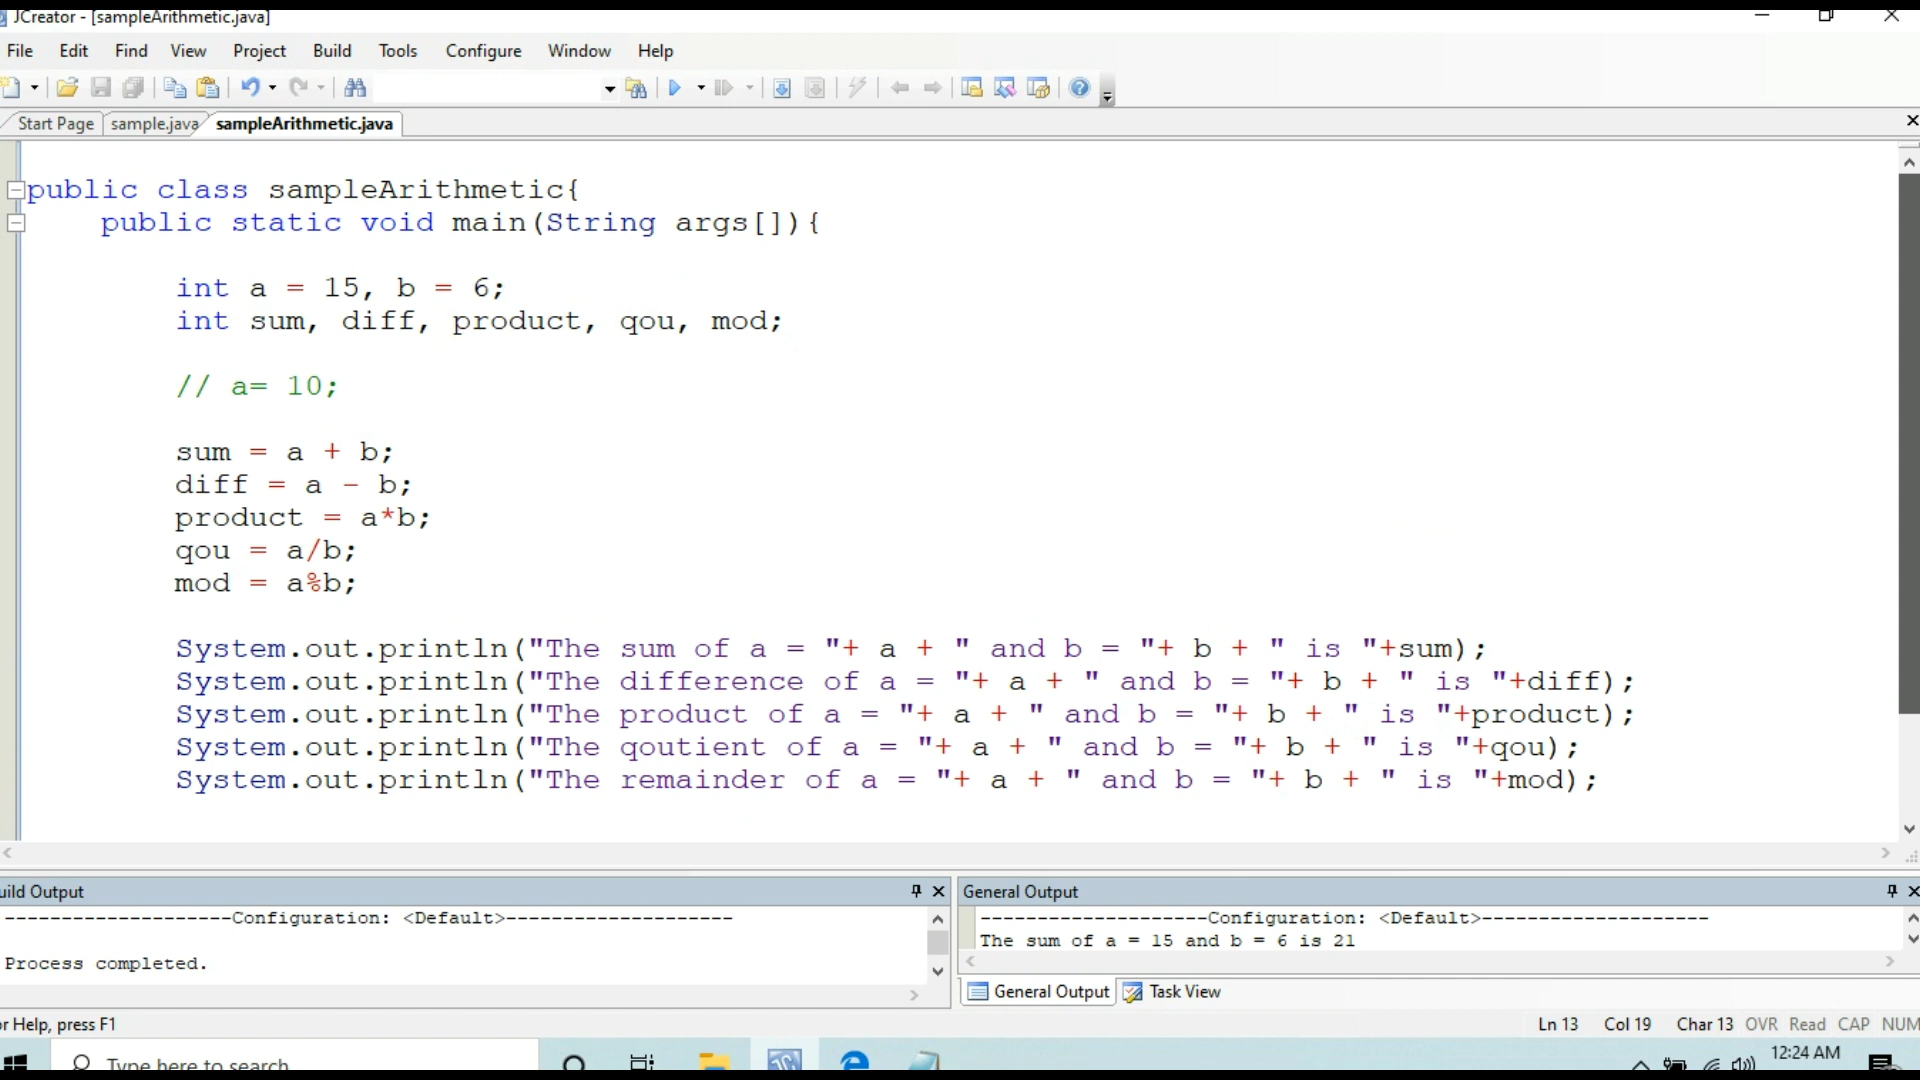 JCreator - [sampleArithmetic.java]
File Edit Find View Project Build Tools Configure Window Help
Start Page sample.java sampleArithmetic.java
public class sampleArithmetic{
public static void main(String args[]){
int a = 15, b = 6;
int sum, diff, product, qou, mod;
// a= 10;
sum = a + b;
diff = a - b;
product = a*b;
qou = a/b;
mod = a%b;
System.out.println("The sum of a = "+ a + " and b = "+ b + " is "+sum);
System.out.println("The difference of a = "+ a + " and b = "+ b + " is "+diff);
System.out.println("The product of a = "+ a + " and b = "+ b + " is "+product);
System.out.println("The qoutient of a = "+ a + " and b = "+ b + " is "+qou);
System.out.println("The remainder of a = "+ a + " and b = "+ b + " is "+mod);
uild Output
--------------------Configuration: <Default>--------------------
Process completed.
General Output
--------------------Configuration: <Default>--------------------
The sum of a = 15 and b = 6 is 21
General Output Task View
or Help, press F1
Ln 13 Col 19 Char 13 OVR Read CAP NUM
Type here to search
12:24 AM